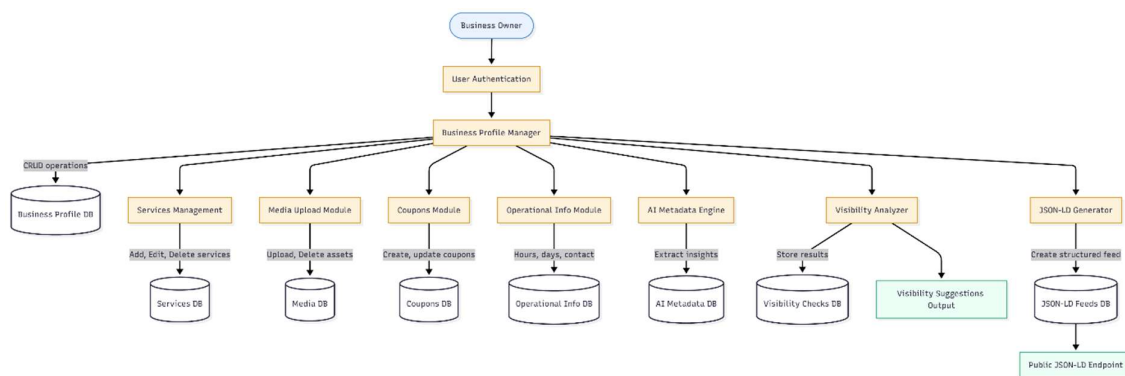 Business Owner
User Authentication
Business Profile Manager
CRUD operations
Business Profile DB
Services Management
Media Upload Module
Coupons Module
Operational Info Module
AI Metadata Engine
Visibility Analyzer
JSON-LD Generator
Add, Edit, Delete services
Upload, Delete assets
Create, update coupons
Hours, days, contact
Extract insights
Store results
Create structured feed
Services DB
Media DB
Coupons DB
Operational Info DB
AI Metadata DB
Visibility Checks DB
Visibility Suggestions
Output
JSON-LD Feeds DB
Public JSON-LD Endpoint